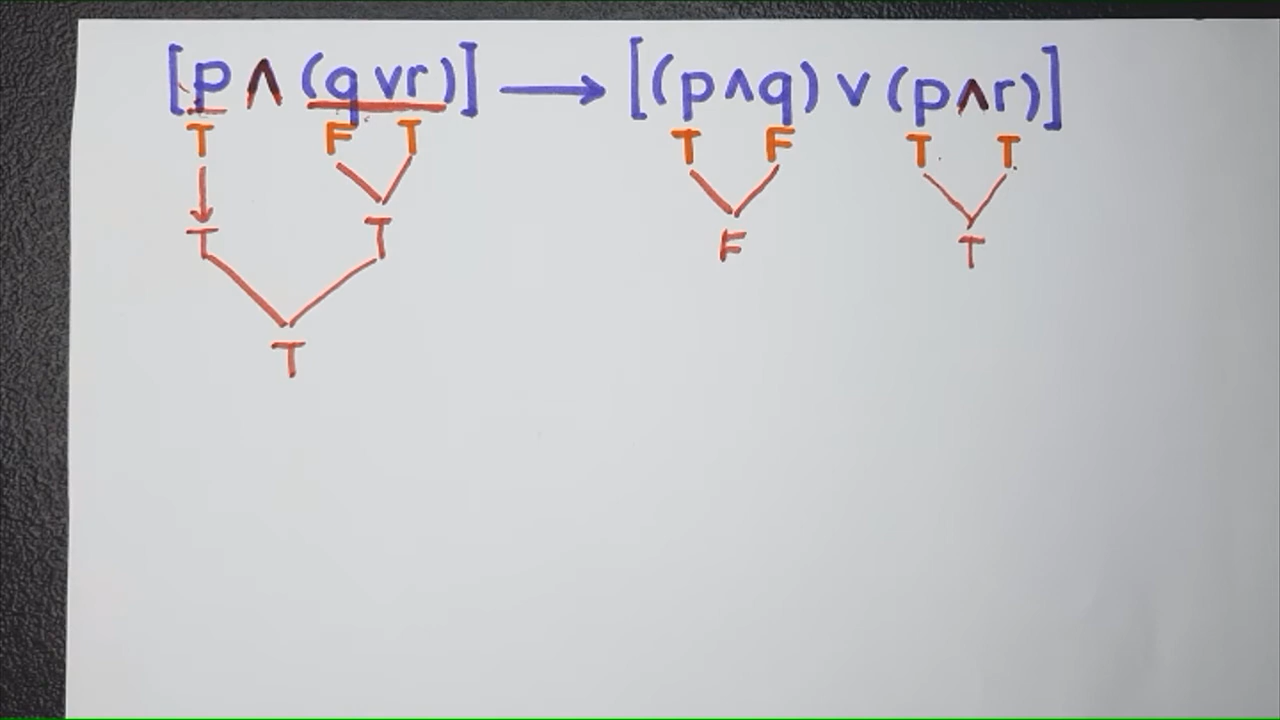 [p ∧ (q ∨ r)] → [(p ∧ q) ∨ (p ∧ r)]
T F T T F T T
T T F T
T